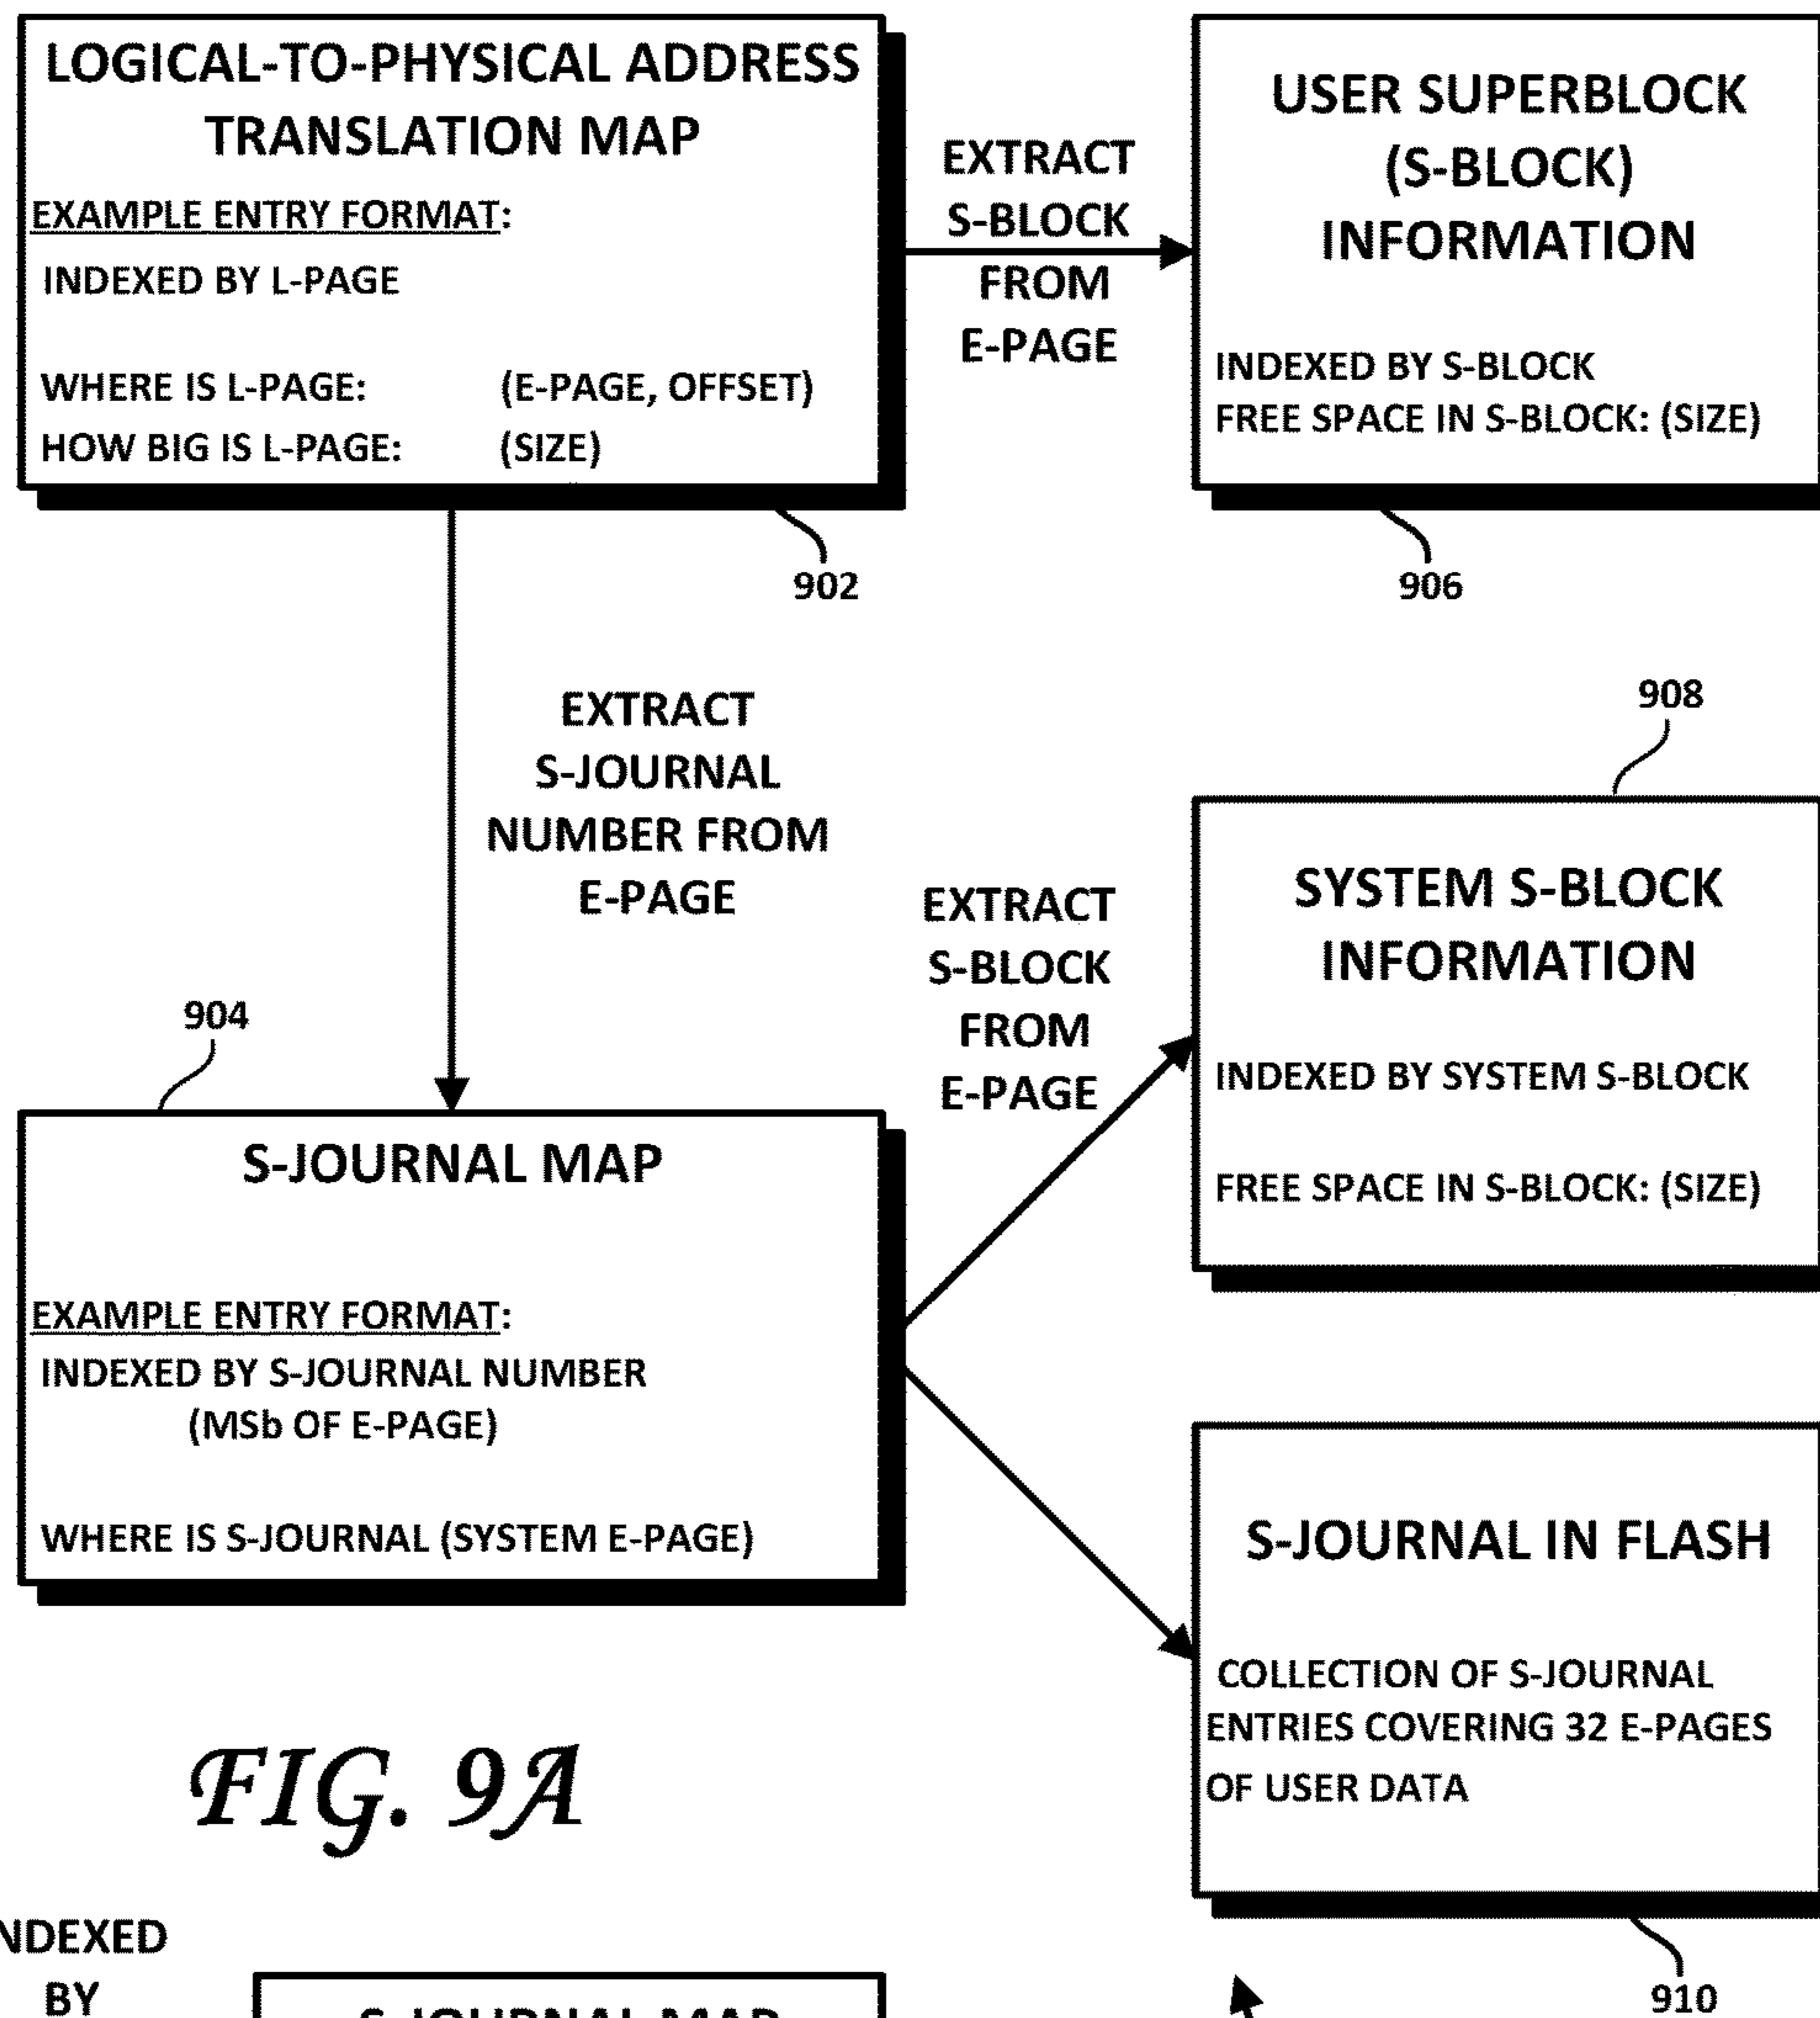 LOGICAL-TO-PHYSICAL ADDRESS
TRANSLATION MAP
EXAMPLE ENTRY FORMAT:
INDEXED BY L-PAGE
WHERE IS L-PAGE: (E-PAGE, OFFSET)
HOW BIG IS L-PAGE: (SIZE)
902
EXTRACT
S-BLOCK
FROM
E-PAGE
USER SUPERBLOCK
(S-BLOCK)
INFORMATION
INDEXED BY S-BLOCK
FREE SPACE IN S-BLOCK: (SIZE)
906
EXTRACT
S-JOURNAL
NUMBER FROM
E-PAGE
904
S-JOURNAL MAP
EXAMPLE ENTRY FORMAT:
INDEXED BY S-JOURNAL NUMBER
(MSb OF E-PAGE)
WHERE IS S-JOURNAL (SYSTEM E-PAGE)
EXTRACT
S-BLOCK
FROM
E-PAGE
908
SYSTEM S-BLOCK
INFORMATION
INDEXED BY SYSTEM S-BLOCK
FREE SPACE IN S-BLOCK: (SIZE)
S-JOURNAL IN FLASH
COLLECTION OF S-JOURNAL
ENTRIES COVERING 32 E-PAGES
OF USER DATA
910
FIG. 9A
NDEXED
BY
S-JOURNAL MAP